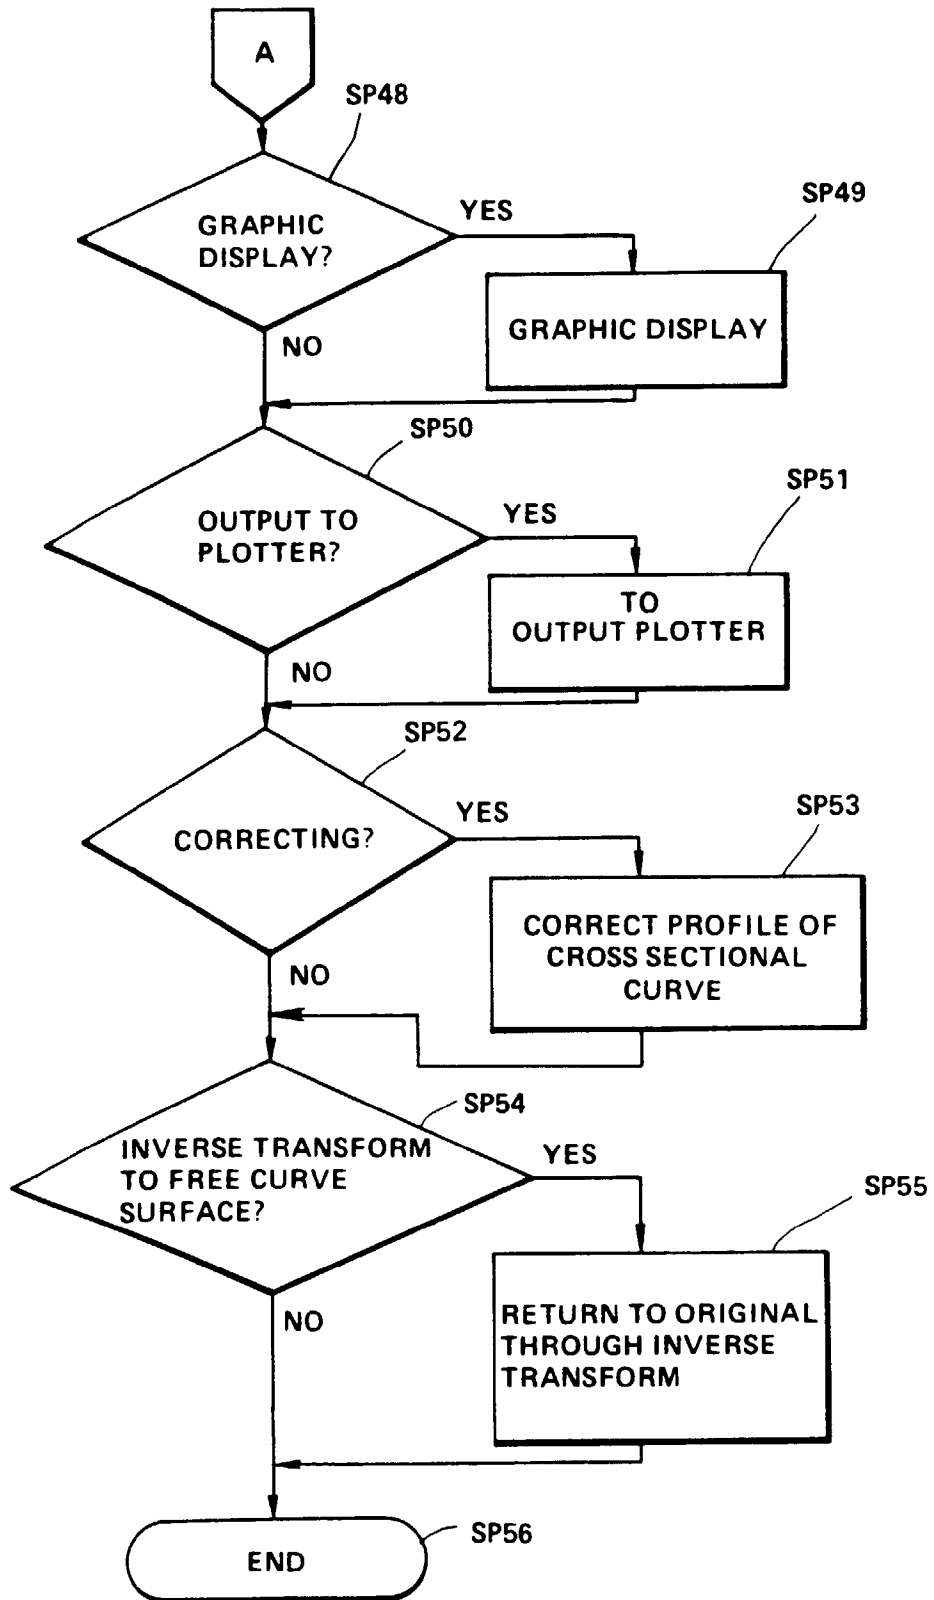 A
SP48
GRAPHIC
DISPLAY?
YES
SP49
GRAPHIC DISPLAY
NO
SP50
OUTPUT TO
PLOTTER?
YES
SP51
TO
OUTPUT PLOTTER
NO
SP52
CORRECTING?
YES
SP53
CORRECT PROFILE OF
CROSS SECTIONAL
CURVE
NO
SP54
INVERSE TRANSFORM
TO FREE CURVE
SURFACE?
YES
SP55
RETURN TO ORIGINAL
THROUGH INVERSE
TRANSFORM
NO
END
SP56